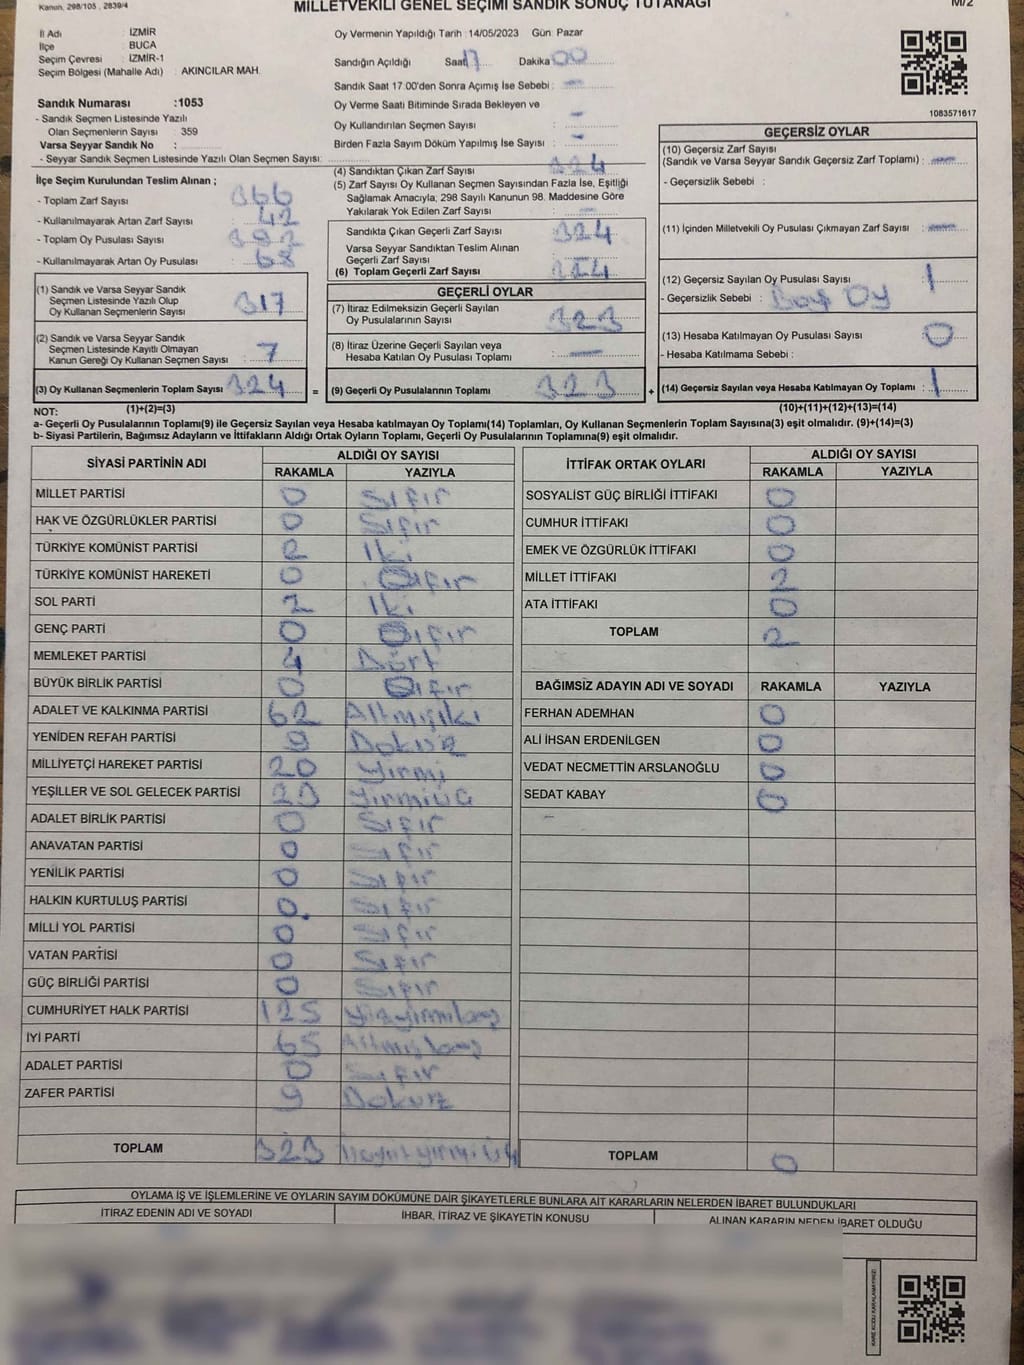 Kanun, 298/105 , 2839/4
MİLLETVEKİLİ GENEL SEÇİMİ SANDIK SONUÇ TUTANAĞI
M/2
İl Adı : İZMİR
İlçe : BUCA
Seçim Çevresi : İZMİR-1
Seçim Bölgesi (Mahalle Adı) : AKINCILAR MAH.
Oy Vermenin Yapıldığı Tarih : 14/05/2023 Gün: Pazar
Sandığın Açıldığı Saat 17 Dakika 00
Sandık Saat 17:00'den Sonra Açımış İse Sebebi : -
Oy Verme Saati Bitiminde Sırada Bekleyen ve
Oy Kullandırılan Seçmen Sayısı : -
Birden Fazla Sayım Döküm Yapılmış İse Sayısı : -
1083571617
Sandık Numarası :1053
- Sandık Seçmen Listesinde Yazılı
Olan Seçmenlerin Sayısı : 359
Varsa Seyyar Sandık No :
- Seyyar Sandık Seçmen Listesinde Yazılı Olan Seçmen Sayısı:
İlçe Seçim Kurulundan Teslim Alınan ;
- Toplam Zarf Sayısı : 366
- Kullanılmayarak Artan Zarf Sayısı : 42
- Toplam Oy Pusulası Sayısı : 392
- Kullanılmayarak Artan Oy Pusulası : 68
(4) Sandıktan Çıkan Zarf Sayısı : 324
(5) Zarf Sayısı Oy Kullanan Seçmen Sayısından Fazla İse, Eşitliği
Sağlamak Amacıyla; 298 Sayılı Kanunun 98. Maddesine Göre
Yakılarak Yok Edilen Zarf Sayısı : -
Sandıkta Çıkan Geçerli Zarf Sayısı : 324
Varsa Seyyar Sandıktan Teslim Alınan
Geçerli Zarf Sayısı :
(6) Toplam Geçerli Zarf Sayısı : 324
GEÇERSİZ OYLAR
(10) Geçersiz Zarf Sayısı
(Sandık ve Varsa Seyyar Sandık Geçersiz Zarf Toplamı) : -
- Geçersizlik Sebebi :
(11) İçinden Milletvekili Oy Pusulası Çıkmayan Zarf Sayısı : -
(12) Geçersiz Sayılan Oy Pusulası Sayısı : 1
- Geçersizlik Sebebi : Boş Oy
(13) Hesaba Katılmayan Oy Pusulası Sayısı : 0
- Hesaba Katılmama Sebebi :
(1) Sandık ve Varsa Seyyar Sandık
Seçmen Listesinde Yazılı Olup
Oy Kullanan Seçmenlerin Sayısı : 317
(2) Sandık ve Varsa Seyyar Sandık
Seçmen Listesinde Kayıtlı Olmayan
Kanun Gereği Oy Kullanan Seçmen Sayısı : 7
GEÇERLİ OYLAR
(7) İtiraz Edilmeksizin Geçerli Sayılan
Oy Pusulalarının Sayısı : 323
(8) İtiraz Üzerine Geçerli Sayılan veya
Hesaba Katılan Oy Pusulası Toplamı : -
(3) Oy Kullanan Seçmenlerin Toplam Sayısı : 324 = (9) Geçerli Oy Pusulalarının Toplamı : 323 + (14) Geçersiz Sayılan veya Hesaba Katılmayan Oy Toplamı : 1
NOT: (1)+(2)=(3) (10)+(11)+(12)+(13)=(14)
a- Geçerli Oy Pusulalarının Toplamı(9) ile Geçersiz Sayılan veya Hesaba katılmayan Oy Toplamı(14) Toplamları, Oy Kullanan Seçmenlerin Toplam Sayısına(3) eşit olmalıdır. (9)+(14)=(3)
b- Siyasi Partilerin, Bağımsız Adayların ve İttifakların Aldığı Ortak Oyların Toplamı, Geçerli Oy Pusulalarının Toplamına(9) eşit olmalıdır.
SİYASİ PARTİNİN ADI ALDIĞI OY SAYISI
RAKAMLA YAZIYLA
MİLLET PARTİSİ 0 Sıfır
HAK VE ÖZGÜRLÜKLER PARTİSİ 0 Sıfır
TÜRKİYE KOMÜNİST PARTİSİ 2 İki
TÜRKİYE KOMÜNİST HAREKETİ 0 Sıfır
SOL PARTİ 2 İki
GENÇ PARTİ 0 Sıfır
MEMLEKET PARTİSİ 4 Dört
BÜYÜK BİRLİK PARTİSİ 0 Sıfır
ADALET VE KALKINMA PARTİSİ 62 Altmışiki
YENİDEN REFAH PARTİSİ 9 Dokuz
MİLLİYETÇİ HAREKET PARTİSİ 20 Yirmi
YEŞİLLER VE SOL GELECEK PARTİSİ 23 Yirmiüç
ADALET BİRLİK PARTİSİ 0 Sıfır
ANAVATAN PARTİSİ 0 Sıfır
YENİLİK PARTİSİ 0 Sıfır
HALKIN KURTULUŞ PARTİSİ 0 Sıfır
MİLLİ YOL PARTİSİ 0 Sıfır
VATAN PARTİSİ 0 Sıfır
GÜÇ BİRLİĞİ PARTİSİ 0 Sıfır
CUMHURİYET HALK PARTİSİ 125 Yüzyirmibeş
İYİ PARTİ 65 Altmışbeş
ADALET PARTİSİ 0 Sıfır
ZAFER PARTİSİ 9 Dokuz
TOPLAM 323
İTTİFAK ORTAK OYLARI ALDIĞI OY SAYISI
RAKAMLA YAZIYLA
SOSYALİST GÜÇ BİRLİĞİ İTTİFAKI 0
CUMHUR İTTİFAKI 0
EMEK VE ÖZGÜRLÜK İTTİFAKI 0
MİLLET İTTİFAKI 2
ATA İTTİFAKI 0
TOPLAM 2
BAĞIMSIZ ADAYIN ADI VE SOYADI RAKAMLA YAZIYLA
FERHAN ADEMHAN 0
ALİ İHSAN ERDENİLGEN 0
VEDAT NECMETTİN ARSLANOĞLU 0
SEDAT KABAY 0
TOPLAM 0
OYLAMA İŞ VE İŞLEMLERİNE VE OYLARIN SAYIM DÖKÜMÜNE DAİR ŞİKAYETLERLE BUNLARA AİT KARARLARIN NELERDEN İBARET BULUNDUKLARI
İTİRAZ EDENİN ADI VE SOYADI İHBAR, İTİRAZ VE ŞİKAYETİN KONUSU ALINAN KARARIN NEDEN İBARET OLDUĞU
KARE KODU KARALAMAYINIZ!